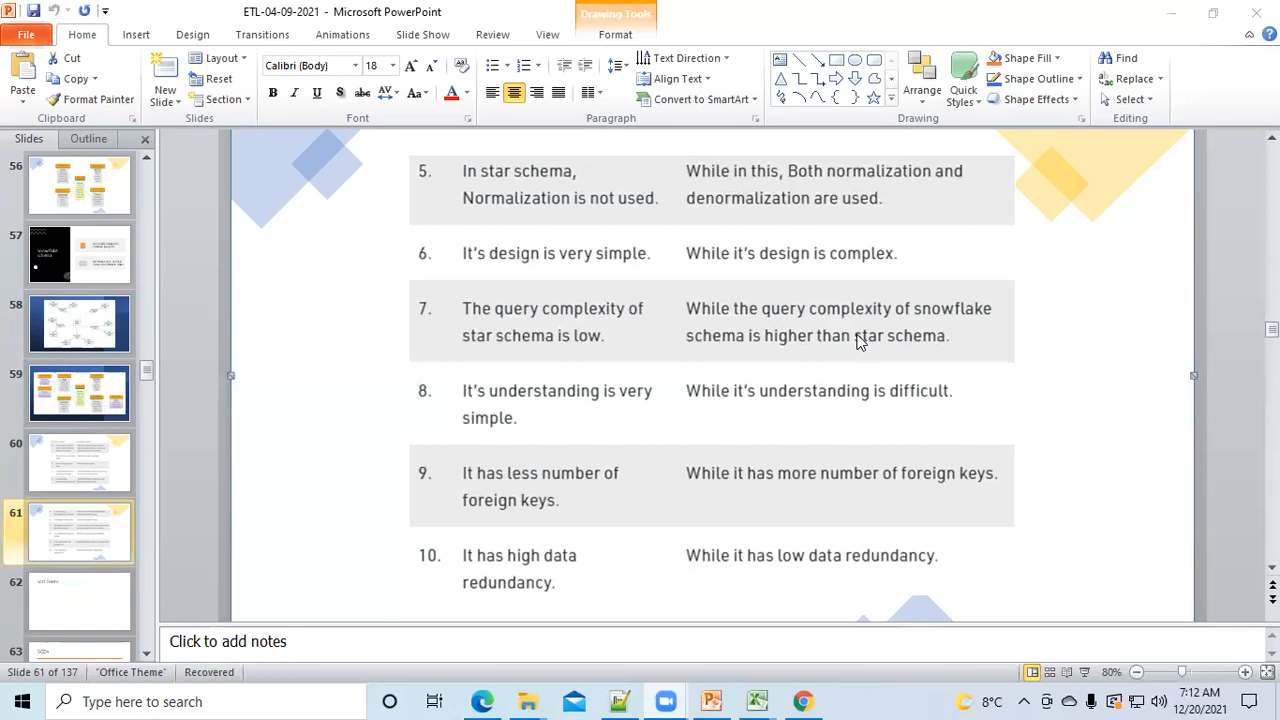 ETL-04-09-2021 - Microsoft PowerPoint
Drawing Tools
File Home Insert Design Transitions Animations Slide Show Review View Format
Paste
Cut
Copy
Format Painter
Clipboard
New Slide
Layout
Reset
Section
Slides
Calibri (Body) 18
B I U S abc AV Aa A
Font
Text Direction
Align Text
Convert to SmartArt
Paragraph
Arrange
Quick Styles
Shape Fill
Shape Outline
Shape Effects
Drawing
Find
Replace
Select
Editing
Slides Outline
56
57
58
59
60
61
62
63
SCDs
5. In star schema, While in this, Both normalization and
Normalization is not used. denormalization are used.
6. It's design is very simple. While it's design is complex.
7. The query complexity of While the query complexity of snowflake
star schema is low. schema is higher than star schema.
8. It's understanding is very While it's understanding is difficult.
simple.
9. It has less number of While it has more number of foreign keys.
foreign keys.
10. It has high data While it has low data redundancy.
redundancy.
Click to add notes
Slide 61 of 137 "Office Theme" Recovered 80%
Type here to search
8°C
7:12 AM
12/20/2021